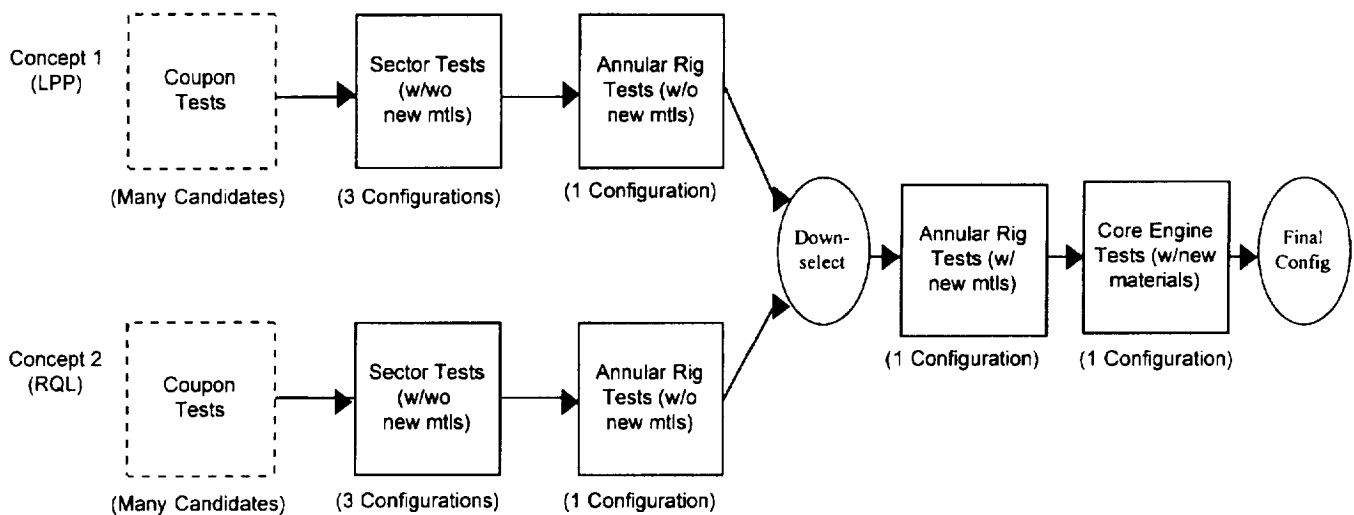 Concept 1
(LPP)
Coupon
Tests
(Many Candidates)
Sector Tests
(w/wo
new mtls)
(3 Configurations)
Annular Rig
Tests (w/o
new mtls)
(1 Configuration)
Concept 2
(RQL)
Coupon
Tests
(Many Candidates)
Sector Tests
(w/wo
new mtls)
(3 Configurations)
Annular Rig
Tests (w/o
new mtls)
(1 Configuration)
Down-
select
Annular Rig
Tests (w/
new mtls)
(1 Configuration)
Core Engine
Tests (w/new
materials)
(1 Configuration)
Final
Config